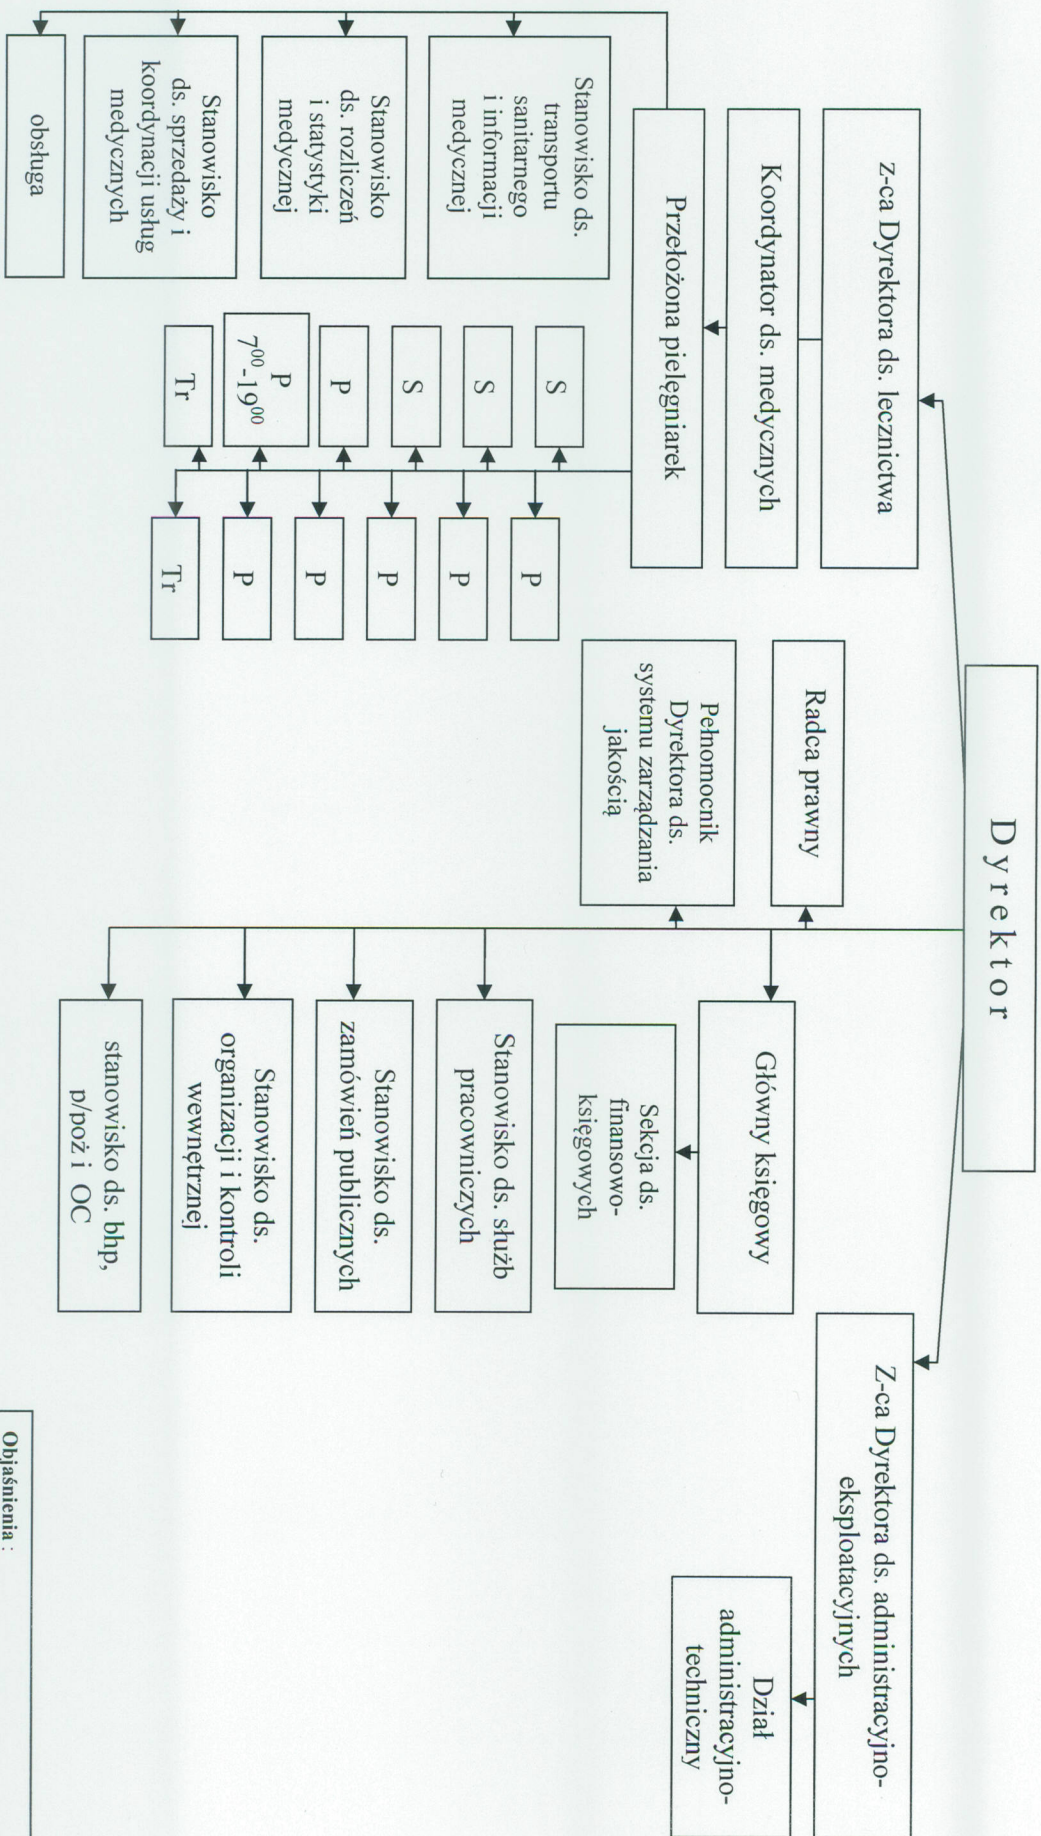 D y r e k t o r
z-ca Dyrektora ds. lecznictwa
Koordynator ds. medycznych
Przełożona pielęgniarek
Stanowisko ds.
transportu
sanitarnego
i informacji
medycznej
Stanowisko
ds. rozliczeń
i statystyki
medycznej
Stanowisko
ds. sprzedaży i
koordynacji usług
medycznych
obsługa
S
S
S
P
P
7⁰⁰-19⁰⁰
Tr
P
P
P
P
P
Tr
Radca prawny
Pełnomocnik
Dyrektora ds.
systemu zarządzania
jakością
Główny księgowy
Sekcja ds.
finansowo-
księgowych
Stanowisko ds. służb
pracowniczych
Stanowisko ds.
zamówień publicznych
Stanowisko ds.
organizacji i kontroli
wewnętrznej
stanowisko ds. bhp,
p/poż i OC
Z-ca Dyrektora ds. administracyjno-
eksploatacyjnych
Dział
administracyjno-
techniczny
Objaśnienia :